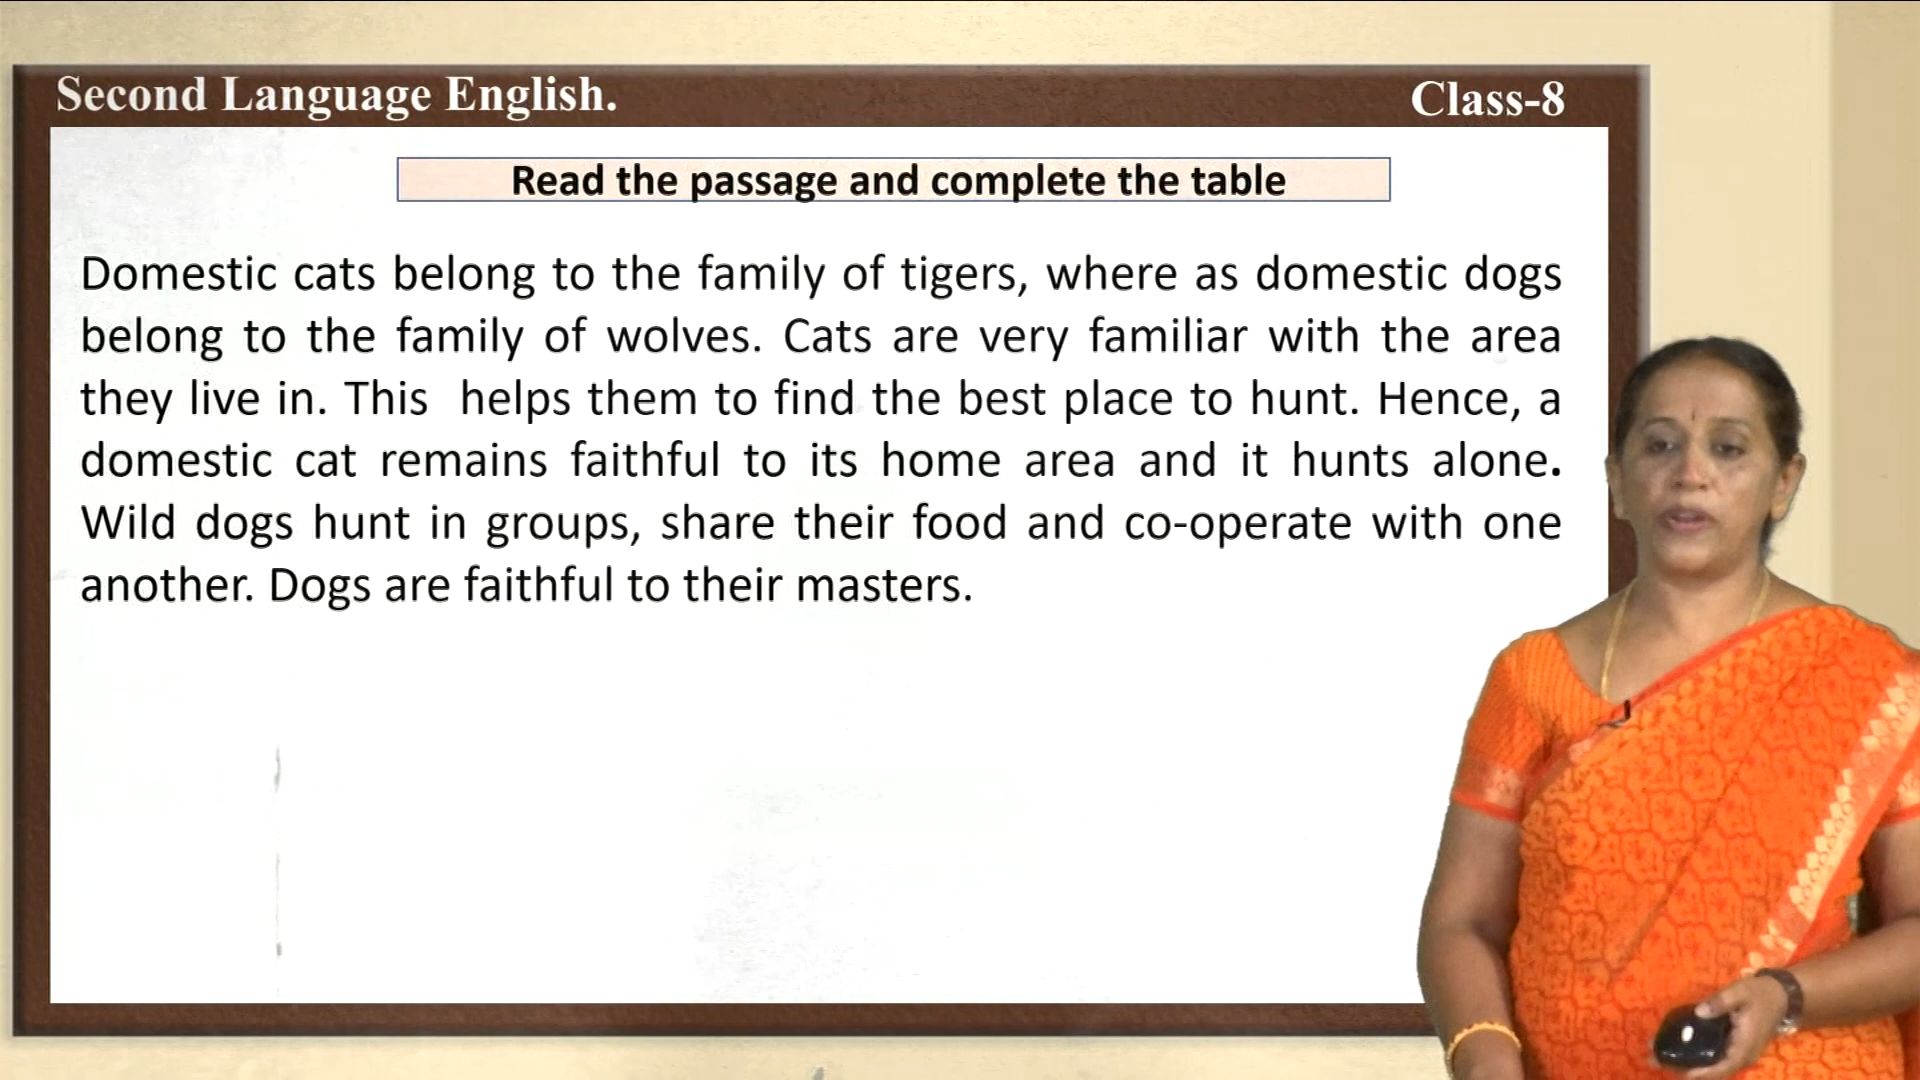 Second Language English.
Class-8
Read the passage and complete the table
Domestic cats belong to the family of tigers, where as domestic dogs
belong to the family of wolves. Cats are very familiar with the area
they live in. This helps them to find the best place to hunt. Hence, a
domestic cat remains faithful to its home area and it hunts alone.
Wild dogs hunt in groups, share their food and co-operate with one
another. Dogs are faithful to their masters.